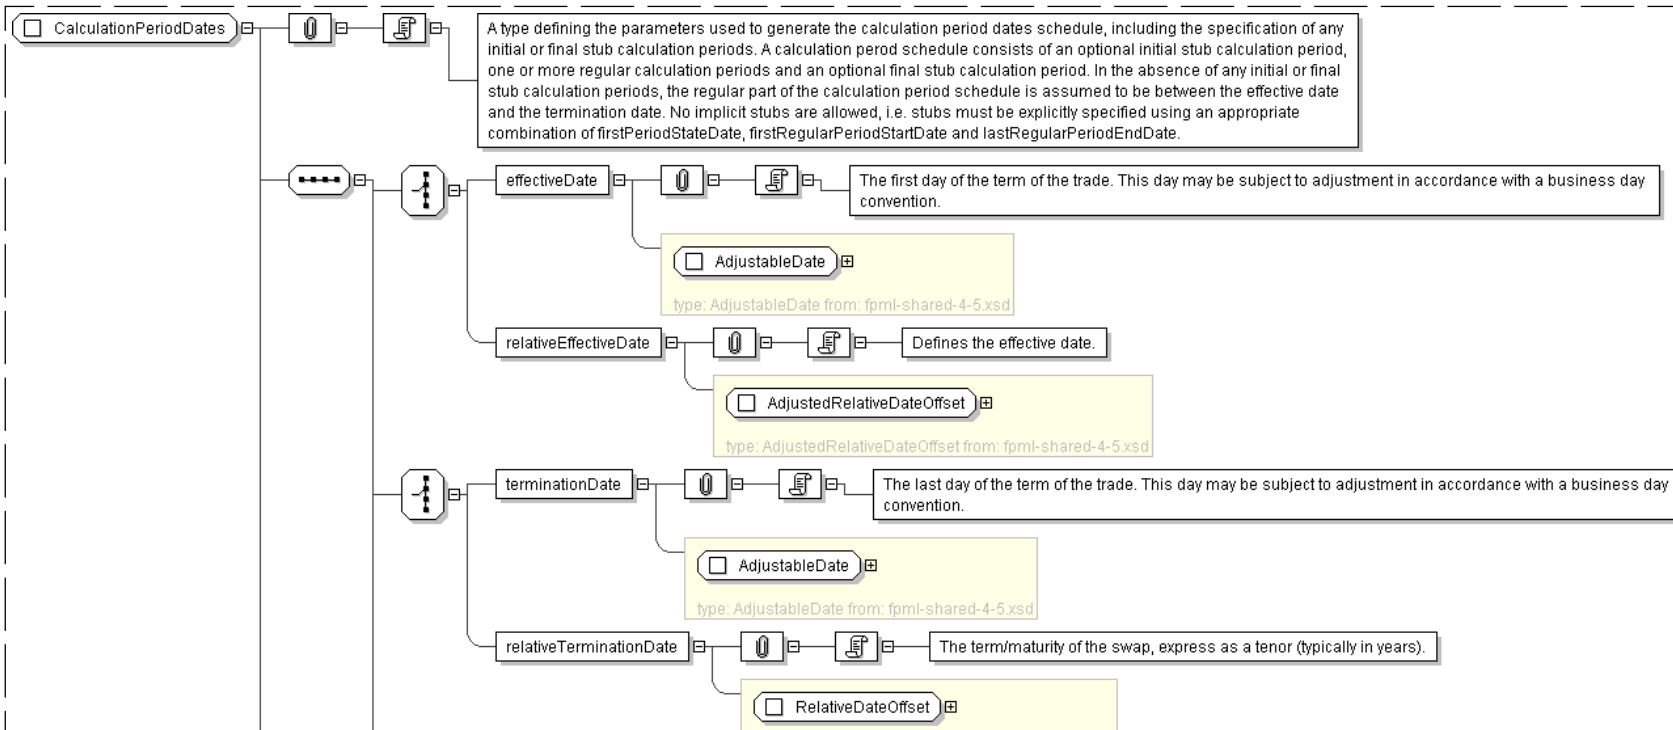 CalculationPeriodDates
A type defining the parameters used to generate the calculation period dates schedule, including the specification of any
initial or final stub calculation periods. A calculation perod schedule consists of an optional initial stub calculation period,
one or more regular calculation periods and an optional final stub calculation period. In the absence of any initial or final
stub calculation periods, the regular part of the calculation period schedule is assumed to be between the effective date
and the termination date. No implicit stubs are allowed, i.e. stubs must be explicitly specified using an appropriate
combination of firstPeriodStateDate, firstRegularPeriodStartDate and lastRegularPeriodEndDate.
effectiveDate
The first day of the term of the trade. This day may be subject to adjustment in accordance with a business day
convention.
AdjustableDate
type: AdjustableDate from: fpml-shared-4-5.xsd
relativeEffectiveDate
Defines the effective date.
AdjustedRelativeDateOffset
type: AdjustedRelativeDateOffset from: fpml-shared-4-5.xsd
terminationDate
The last day of the term of the trade. This day may be subject to adjustment in accordance with a business day
convention.
AdjustableDate
type: AdjustableDate from: fpml-shared-4-5.xsd
relativeTerminationDate
The term/maturity of the swap, express as a tenor (typically in years).
RelativeDateOffset